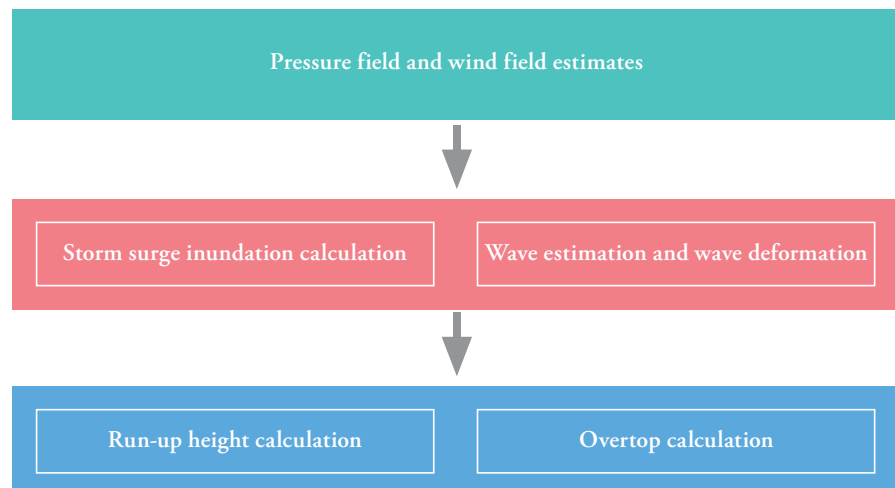 Pressure field and wind field estimates
Storm surge inundation calculation
Wave estimation and wave deformation
Run-up height calculation
Overtop calculation